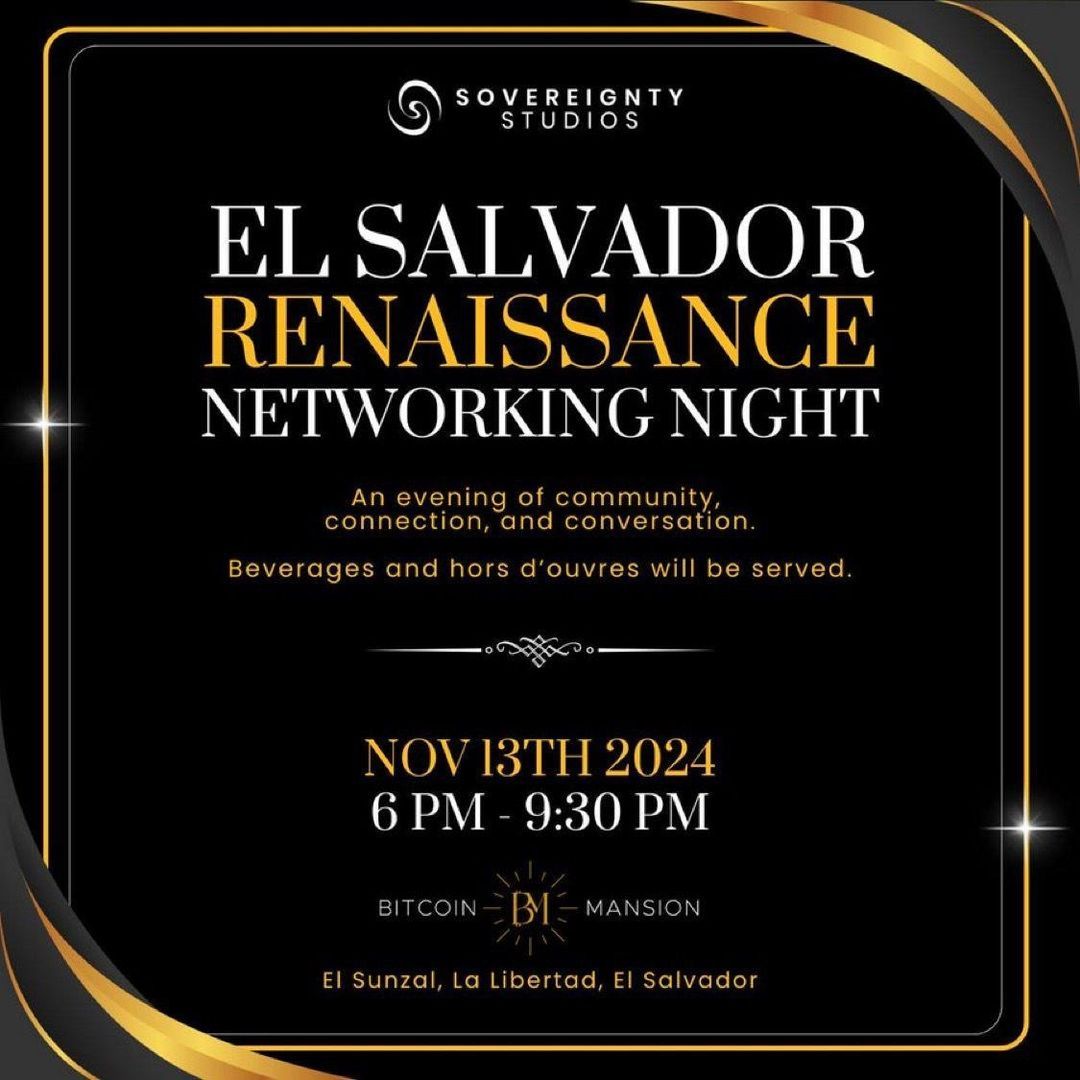 SOVEREIGNTY
STUDIOS
EL SALVADOR
RENAISSANCE
NETWORKING NIGHT
An evening of community,
connection, and conversation.
Beverages and hors d'ouvres will be served.
NOV 13TH 2024
6 PM - 9:30 PM
BITCOIN BM MANSION
El Sunzal, La Libertad, El Salvador